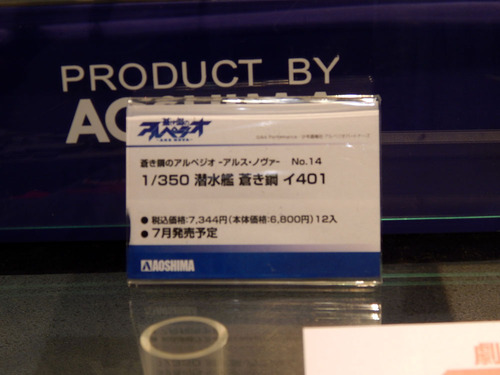 PRODUCT BY
AOSHIMA
蒼き鋼の
アルペジオ
蒼き鋼のアルペジオ -アルス・ノヴァ- No.14
1/350 潜水艦 蒼き鋼 イ401
● 税込価格:7,344円(本体価格:6,800円)12入
● 7月発売予定
AOSHIMA
劇